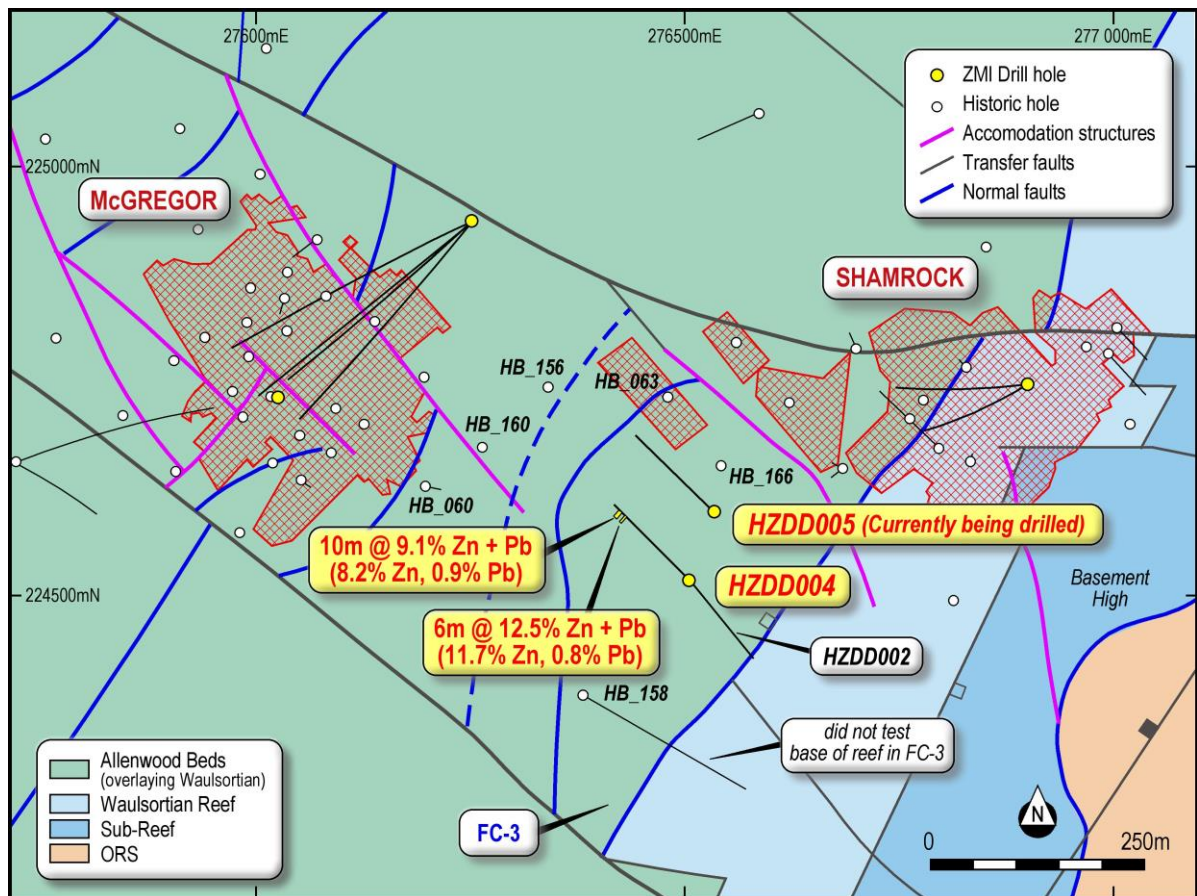 27600mE
276500mE
277 000mE
ZMI Drill hole
Historic hole
Accomodation structures
Transfer faults
Normal faults
225000mN
McGREGOR
SHAMROCK
HB_156
HB_063
HB_160
HB_166
HB_060
HZDD005 (Currently being drilled)
10m @ 9.1% Zn + Pb
(8.2% Zn, 0.9% Pb)
HZDD004
Basement
High
224500mN
6m @ 12.5% Zn + Pb
(11.7% Zn, 0.8% Pb)
HZDD002
HB_158
did not test
base of reef in FC-3
Allenwood Beds
(overlaying Waulsortian)
Waulsortian Reef
Sub-Reef
ORS
FC-3
N
0
250m